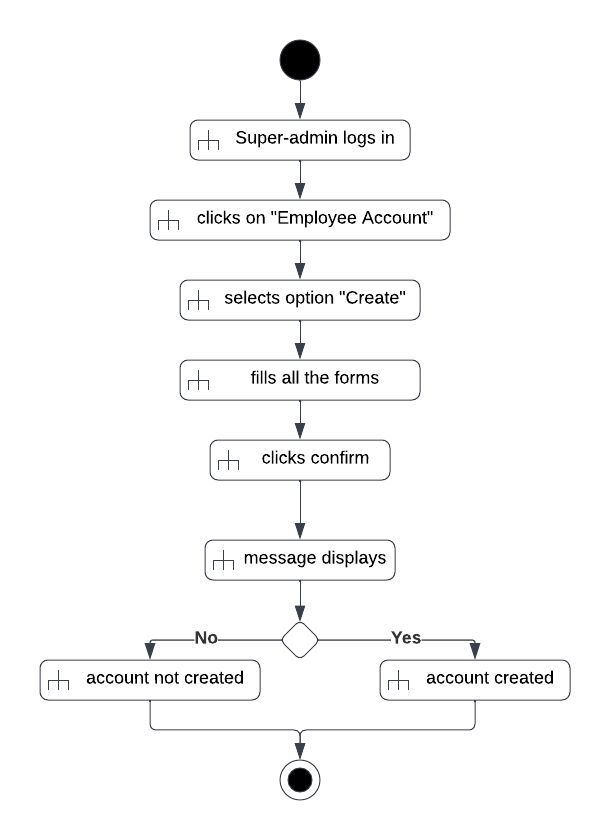 Super-admin logs in
clicks on "Employee Account"
selects option "Create"
fills all the forms
clicks confirm
message displays
No
Yes
account not created
account created